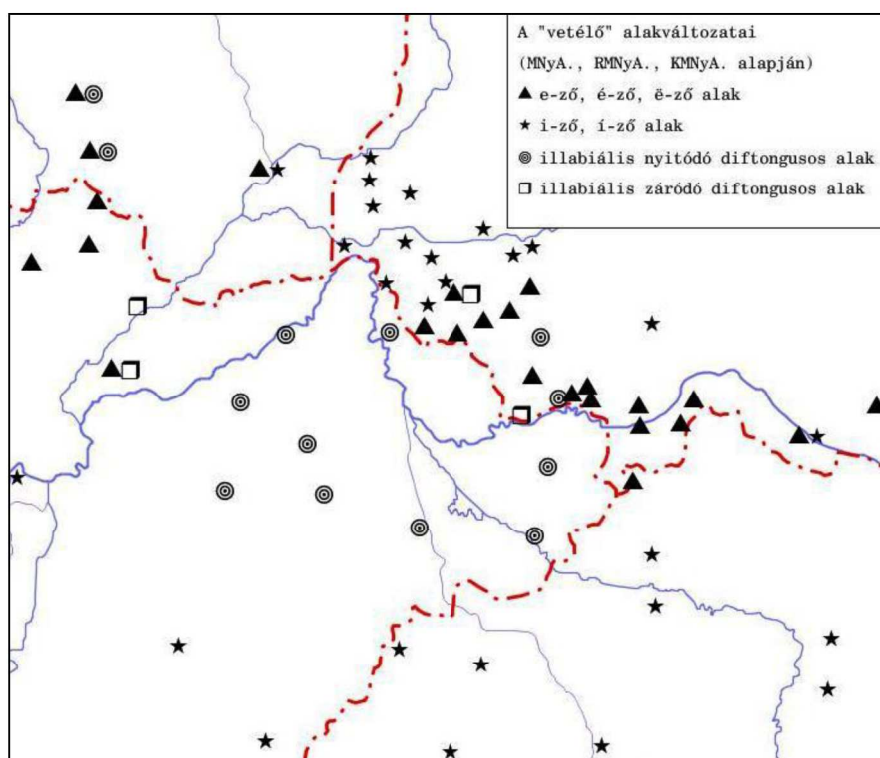 A "vetélő" alakváltozatai
(MNyA., RMNyA., KMNyA. alapján)
e-ző, é-ző, ë-ző alak
i-ző, í-ző alak
illabiális nyitódó diftongusos alak
illabiális záródó diftongusos alak